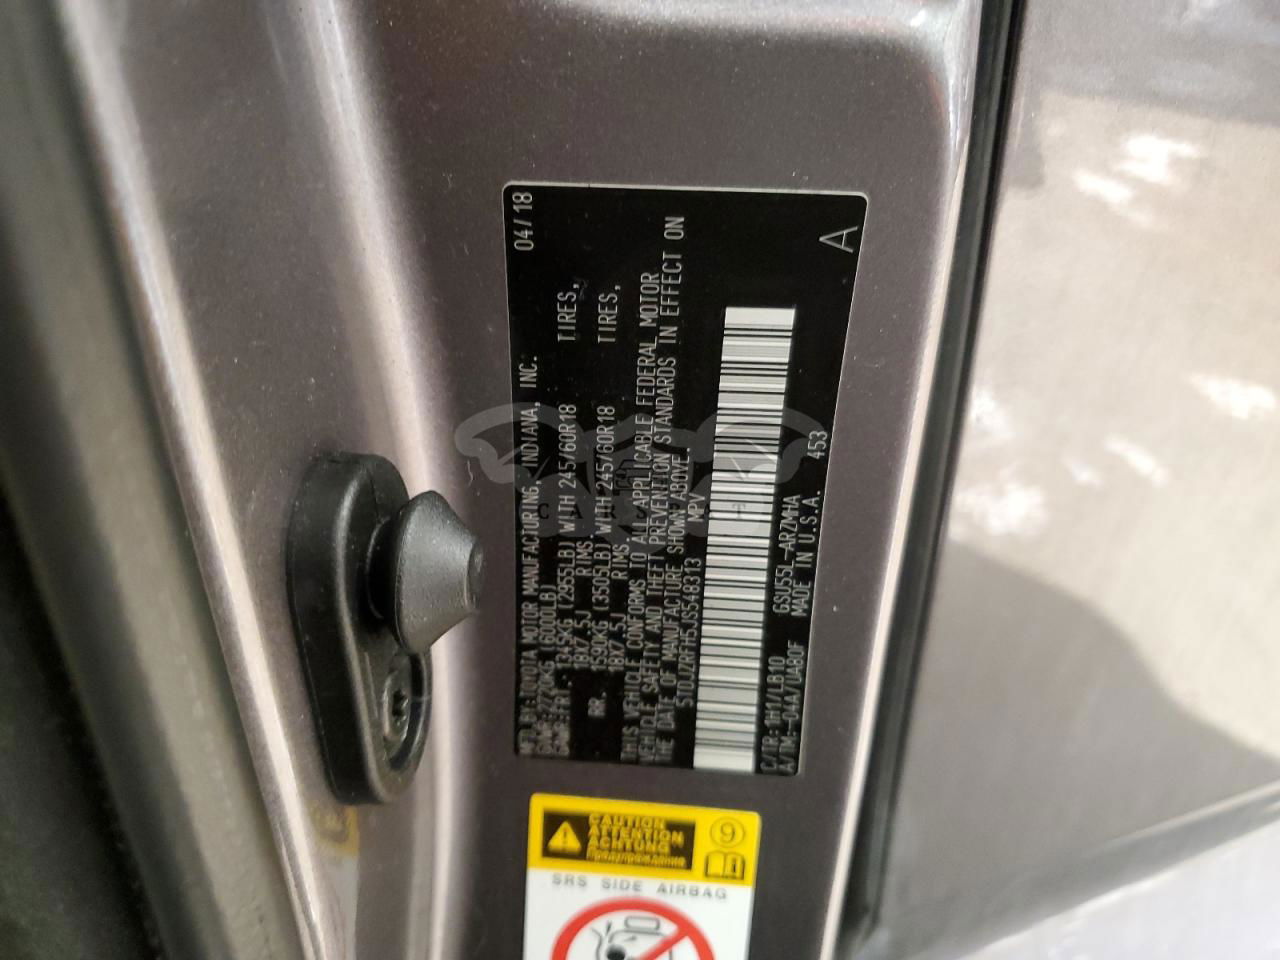 MFD.BY:TOYOTA MOTOR MANUFACTURING INDIANA, INC. 04/18
GVWR:2720KG (6000LB)
GAWR:FR. 1345KG (2955LB) WITH 245/60R18 TIRES,
18X7.5J RIMS.
RR. 1590KG (3505LB) WITH 245/60R18 TIRES,
18X7.5J RIMS
THIS VEHICLE CONFORMS TO ALL APPLICABLE FEDERAL MOTOR
VEHICLE SAFETY AND THEFT PREVENTION STANDARDS IN EFFECT ON
THE DATE OF MANUFACTURE SHOWN ABOVE.
5TDJZRFH5JS548313 MPV
C/TR:1H1/LB10 GSU55L-ARZMHA
A/TM:-04A/UA80F MADE IN U.S.A. 453
A
CAUTION
ATTENTION
ACHTUNG
9
SRS SIDE AIRBAG